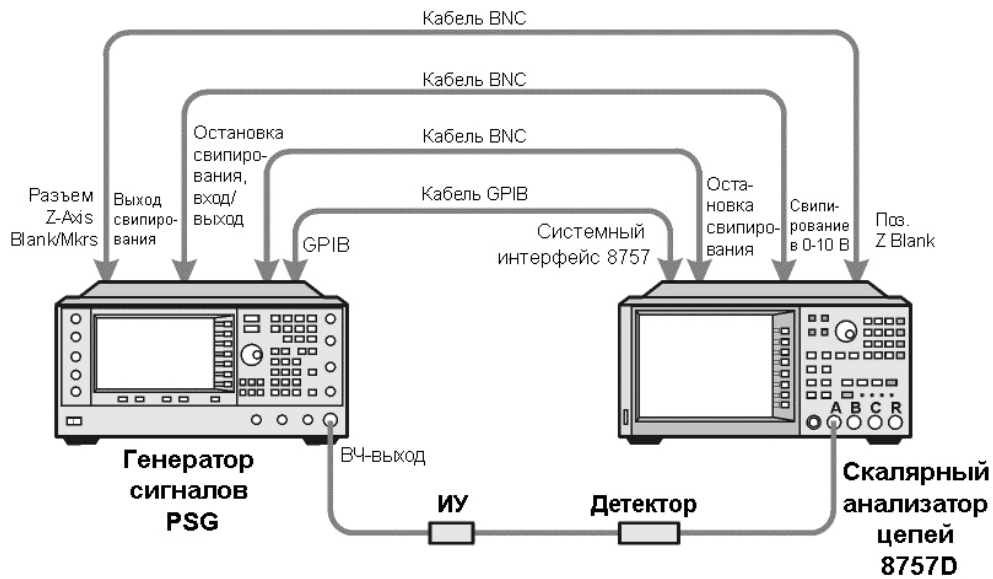 Кабель BNC
Кабель BNC
Кабель BNC
Кабель GPIB
Разъем
Z-Axis
Blank/Mkrs
Выход
свипиро-
вания
Остановка
свипиро-
вания,
вход/
выход
GPIB
Системный
интерфейс 8757
Оста-
новка
свипиро-
вания
Свипи-
рование
в 0-10 В
Поз.
Z Blank
A B C R
Генератор
сигналов
PSG
ВЧ-выход
ИУ
Детектор
Скалярный
анализатор
цепей
8757D